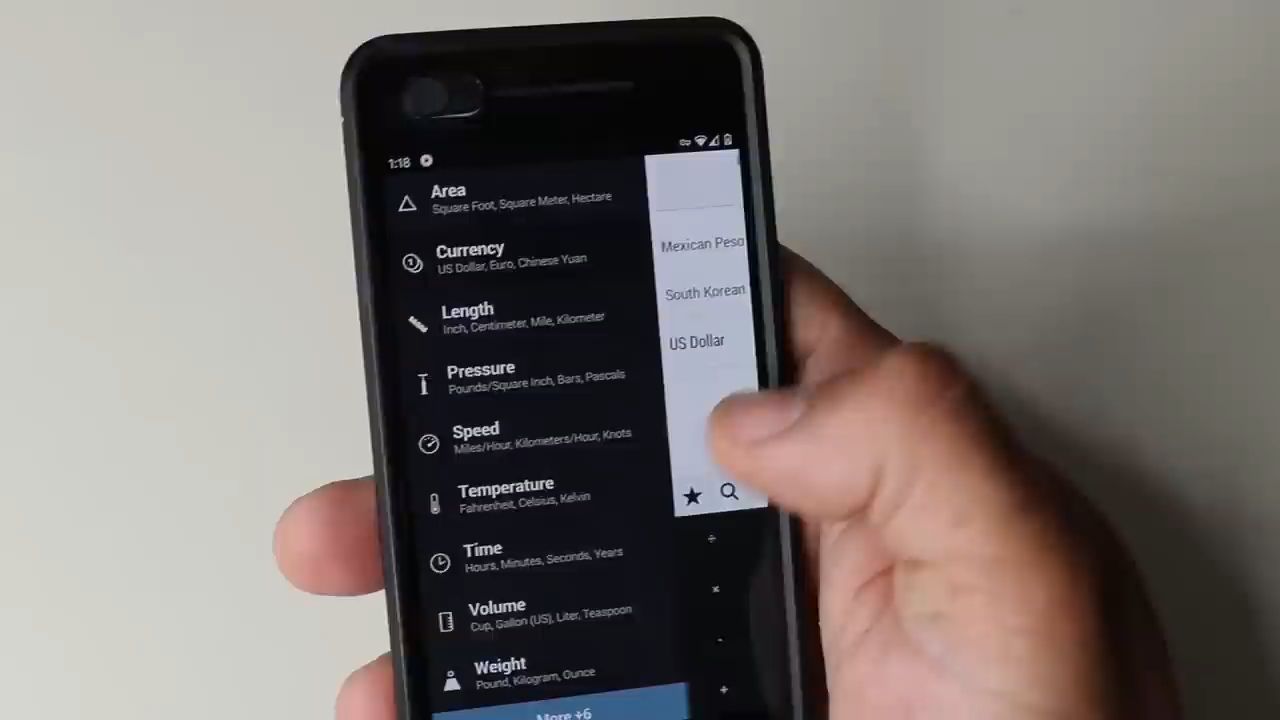 1:18
Area
Square Foot, Square Meter, Hectare
Currency
US Dollar, Euro, Chinese Yuan
Length
Inch, Centimeter, Mile, Kilometer
Pressure
Pounds/Square Inch, Bars, Pascals
Speed
Miles/Hour, Kilometers/Hour, Knots
Temperature
Fahrenheit, Celsius, Kelvin
Time
Hours, Minutes, Seconds, Years
Volume
Cup, Gallon (US), Liter, Teaspoon
Weight
Pound, Kilogram, Ounce
More +6
Mexican Peso
South Korean
US Dollar
÷
×
-
+